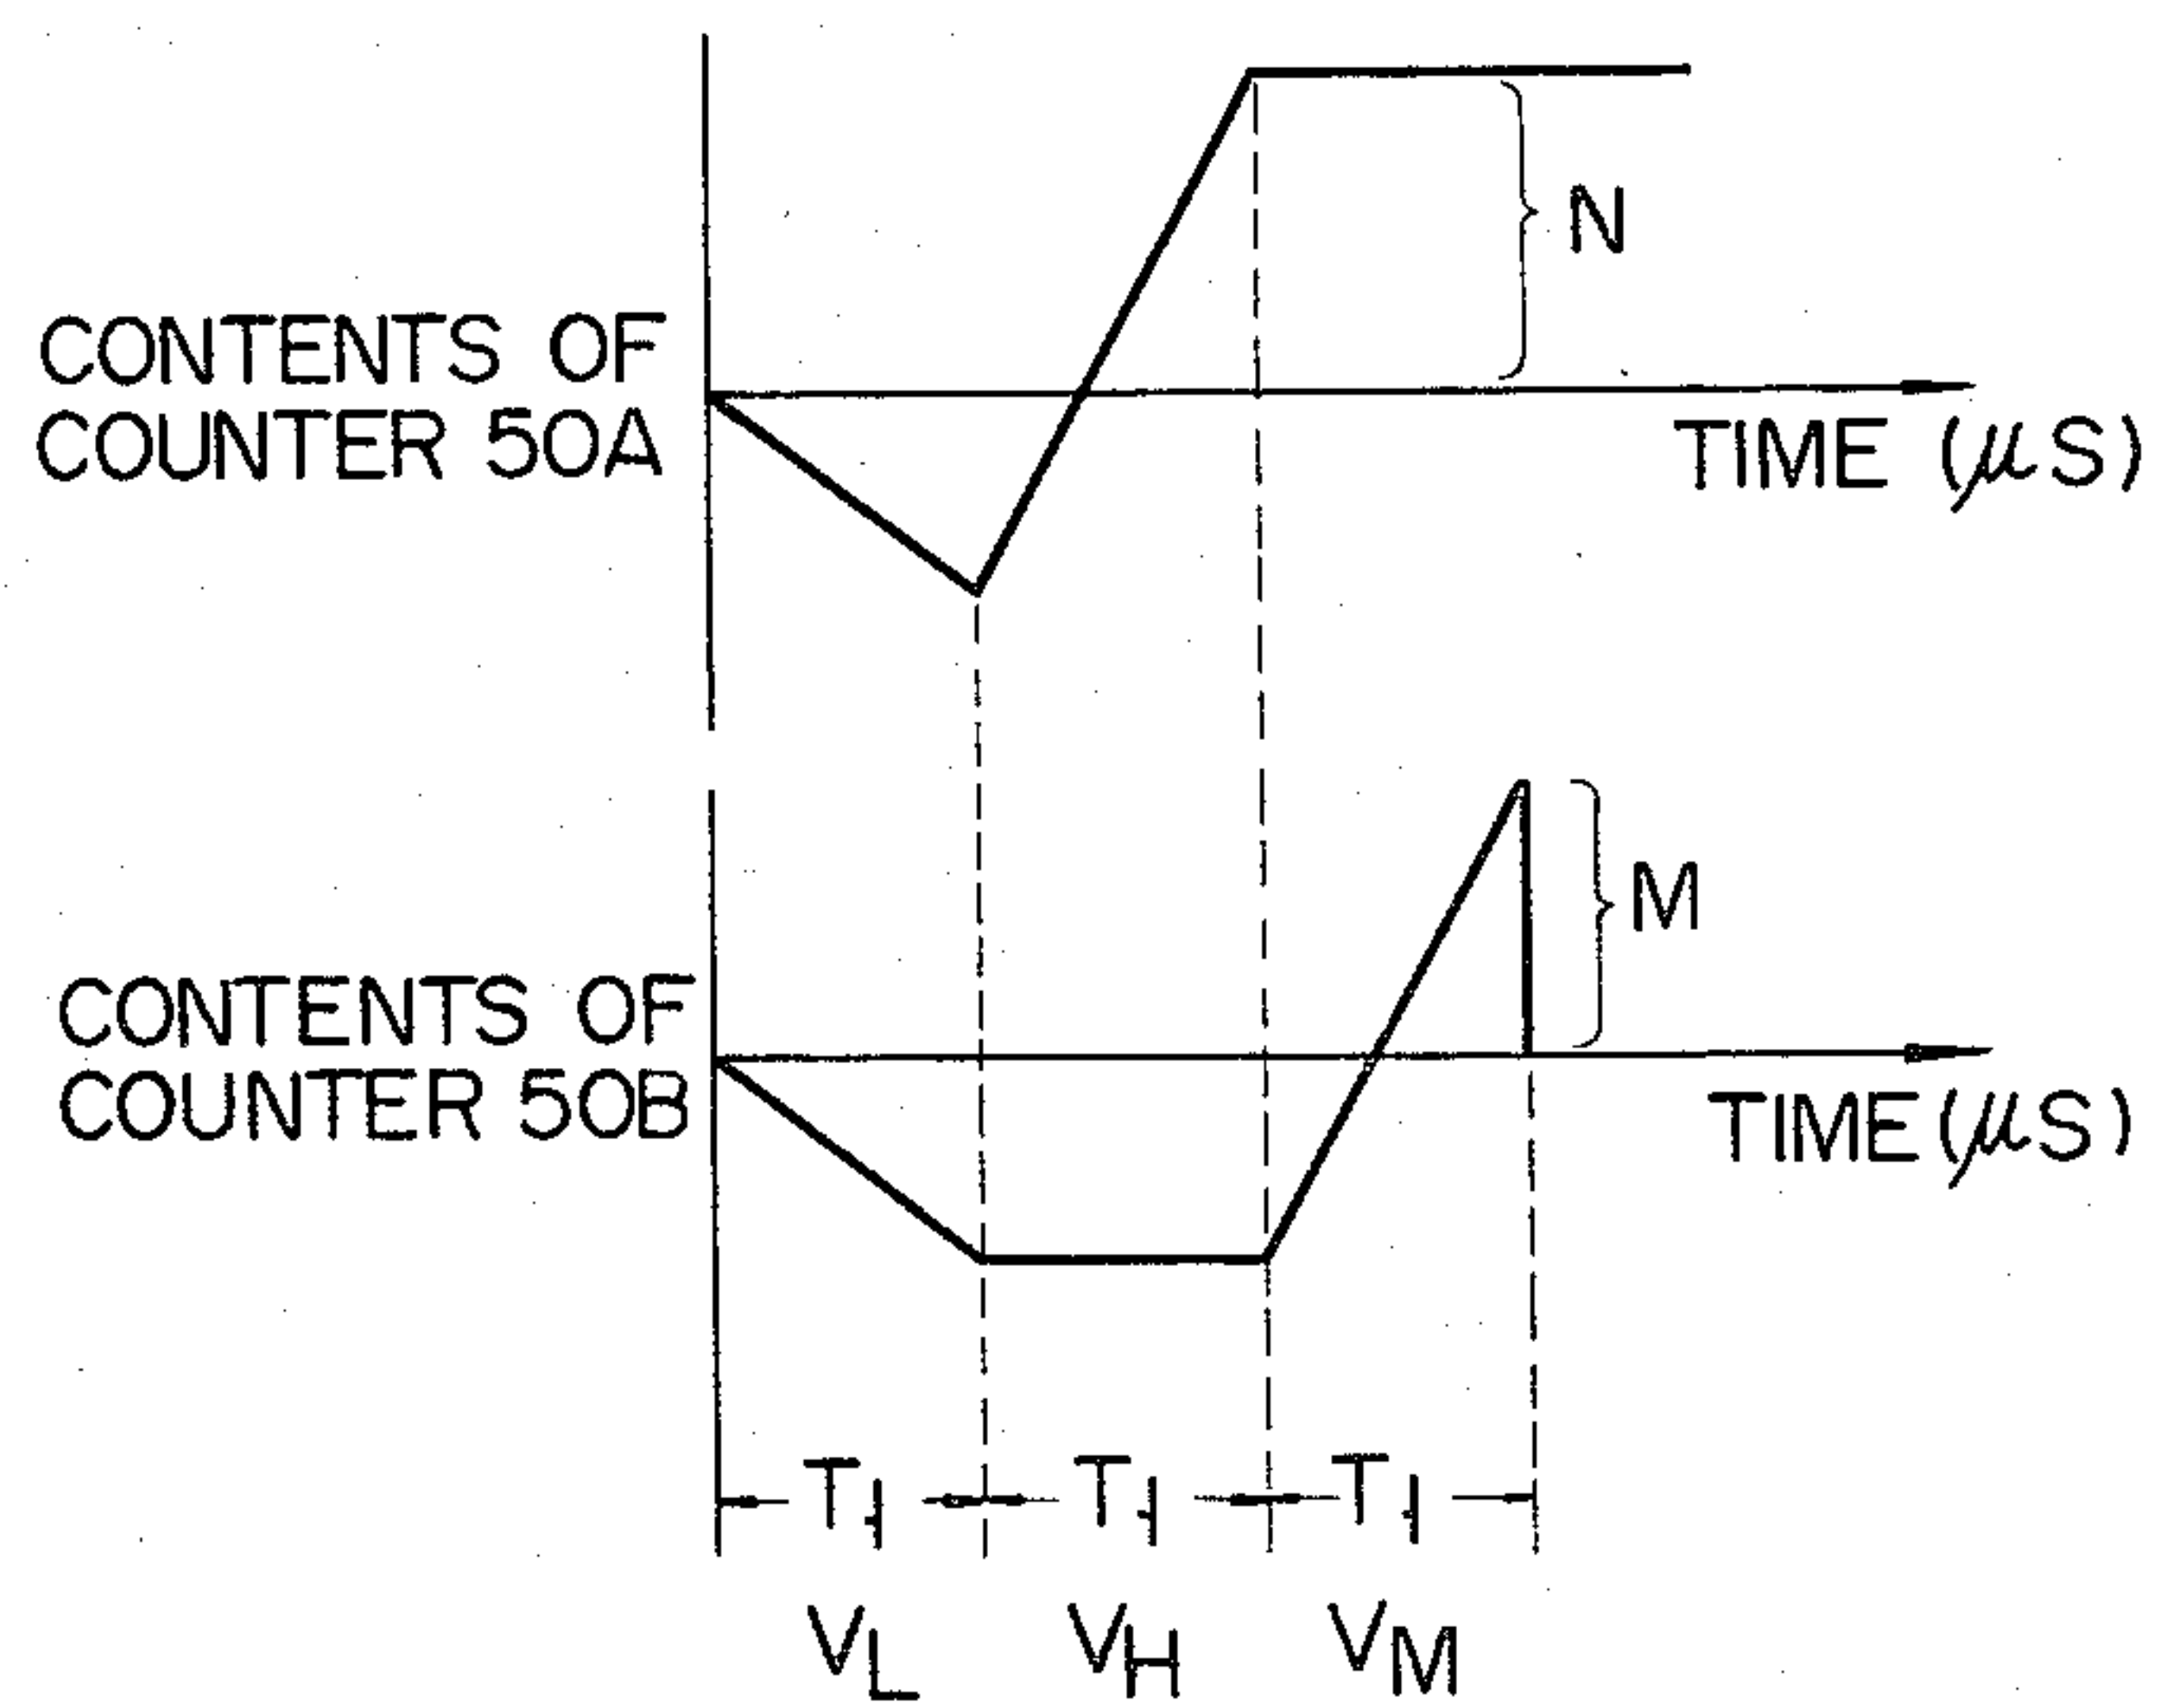 N
CONTENTS OF
COUNTER 50A
TIME (μS)
M
CONTENTS OF
COUNTER 50B
TIME (μS)
T1 T1 T1
VL VH VM